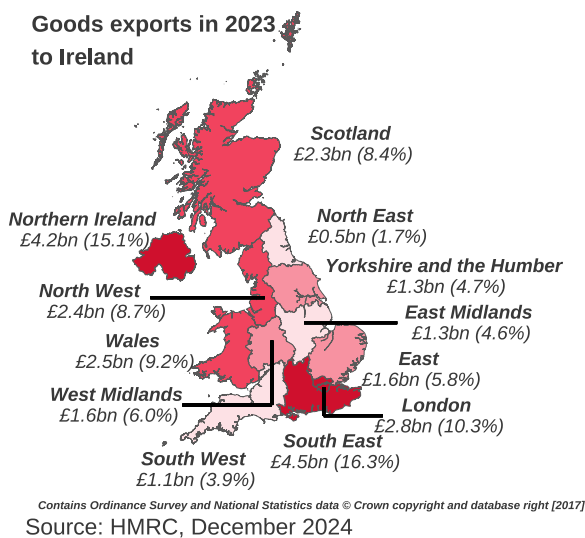 Goods exports in 2023
to Ireland
Scotland
£2.3bn (8.4%)
Northern Ireland
£4.2bn (15.1%)
North East
£0.5bn (1.7%)
Yorkshire and the Humber
£1.3bn (4.7%)
North West
£2.4bn (8.7%)
East Midlands
£1.3bn (4.6%)
Wales
£2.5bn (9.2%)
East
£1.6bn (5.8%)
West Midlands
£1.6bn (6.0%)
London
£2.8bn (10.3%)
South East
£4.5bn (16.3%)
South West
£1.1bn (3.9%)
Contains Ordinance Survey and National Statistics data © Crown copyright and database right [2017]
Source: HMRC, December 2024